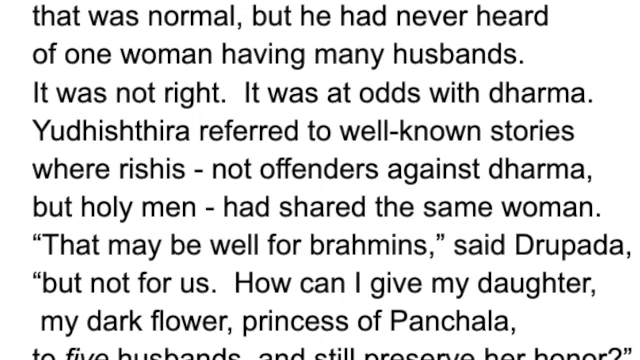 that was normal, but he had never heard
of one woman having many husbands.
It was not right.  It was at odds with dharma.
Yudhishthira referred to well-known stories
where rishis - not offenders against dharma,
but holy men - had shared the same woman.
“That may be well for brahmins,” said Drupada,
“but not for us.  How can I give my daughter,
my dark flower, princess of Panchala,
to five husbands, and still preserve her honor?”